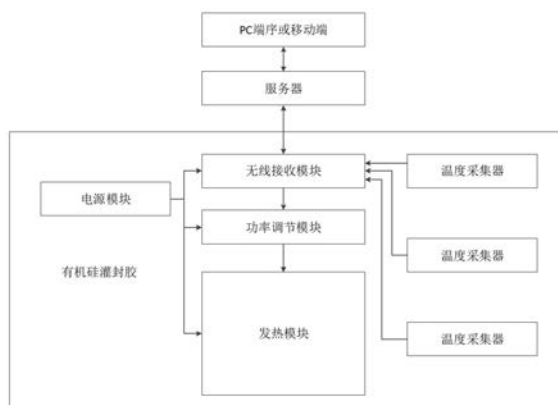 PC端序或移动端
服务器
无线接收模块
温度采集器
电源模块
功率调节模块
温度采集器
有机硅灌封胶
发热模块
温度采集器